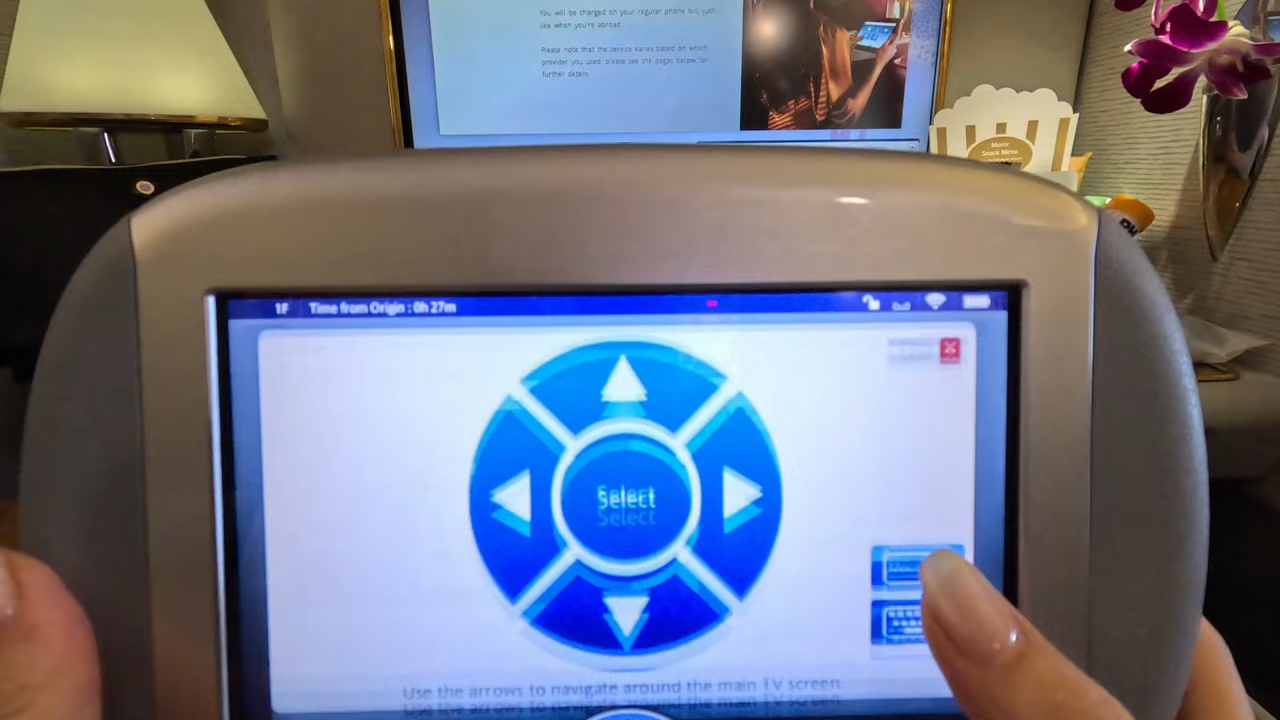 You will be charged on your regular phone bill, just
like when you're abroad
Please note that the service varies based on which
provider you used, please see the pages below for
further details
Movie
Snack Menu
1F Time from Origin : 0h 27m
Select
Use the arrows to navigate around the main TV screen.